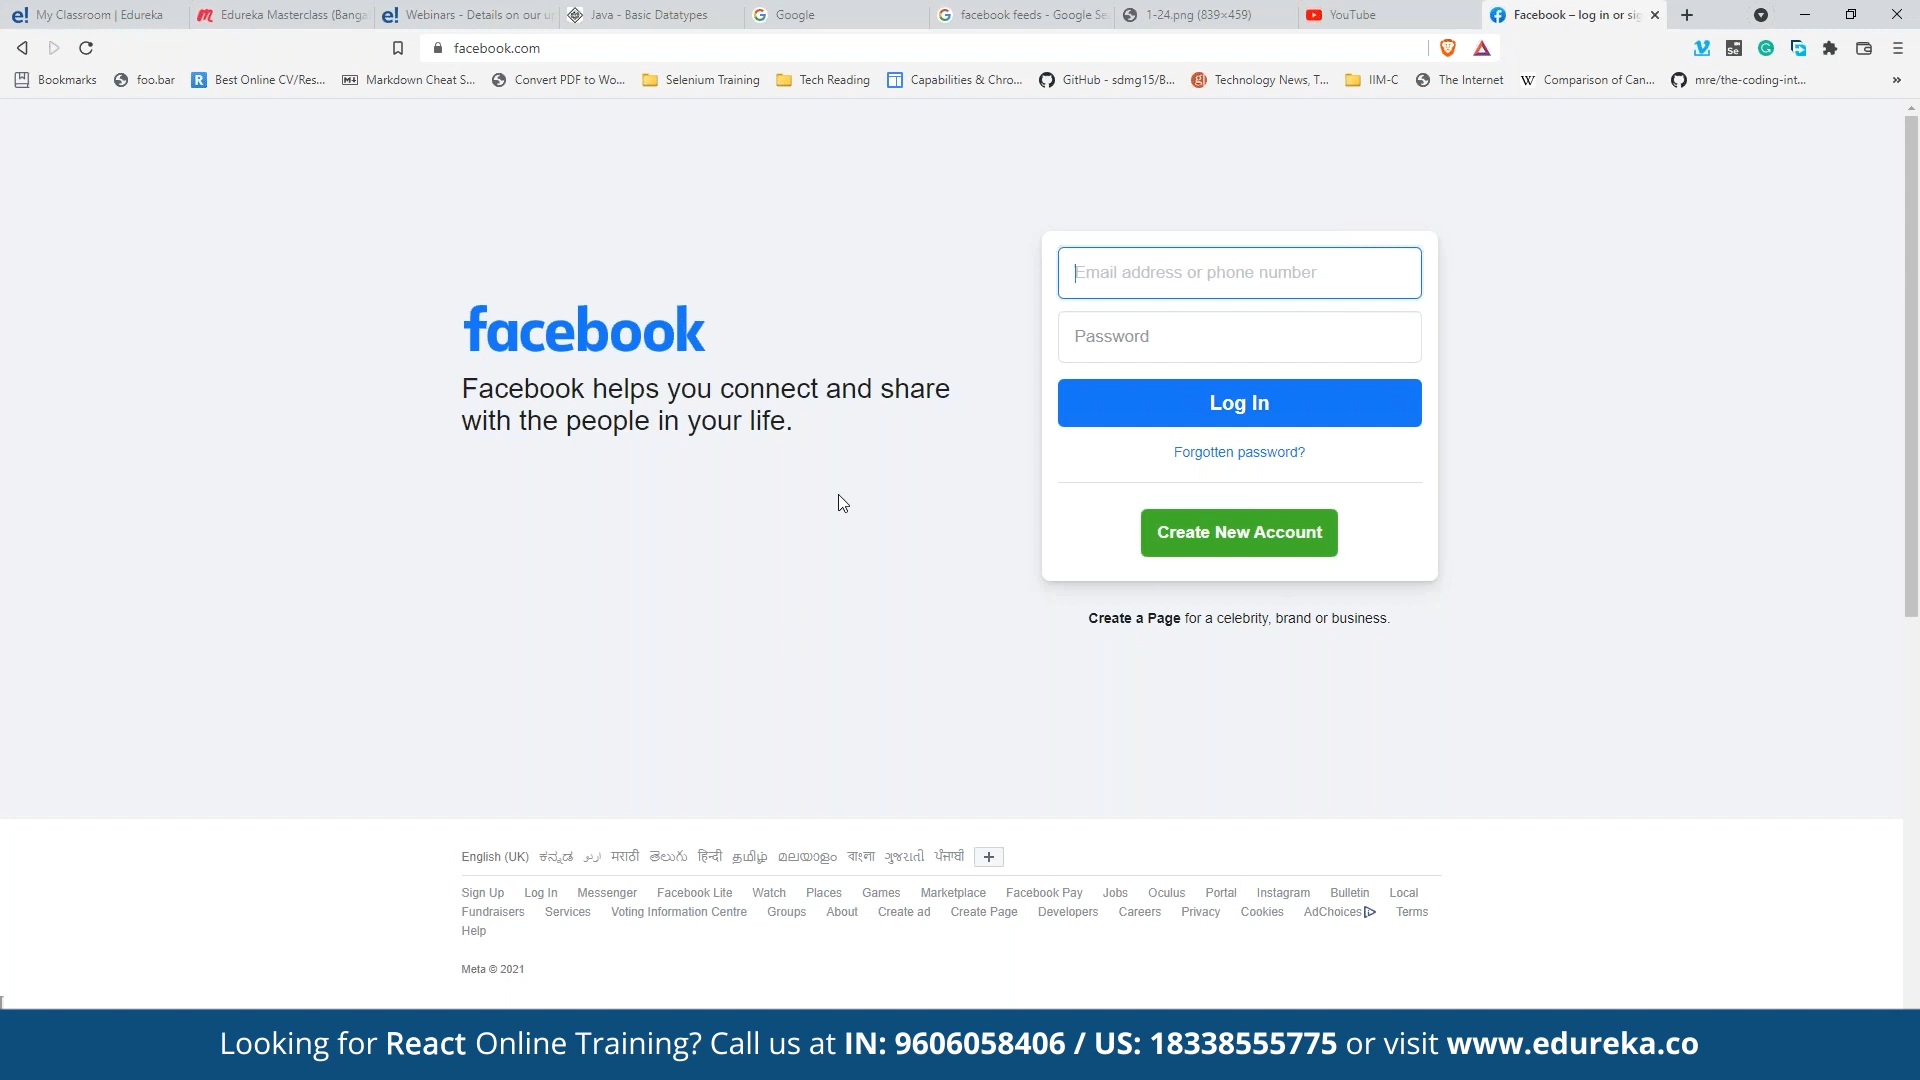 My Classroom | Edureka
Edureka Masterclass (Banga
Webinars - Details on our u
Java - Basic Datatypes
Google
facebook feeds - Google Se
1-24.png (839×459)
YouTube
Facebook – log in or sig
facebook.com
Bookmarks
foo.bar
Best Online CV/Res...
Markdown Cheat S...
Convert PDF to Wo...
Selenium Training
Tech Reading
Capabilities & Chro...
GitHub - sdmg15/B...
Technology News, T...
IIM-C
The Internet
Comparison of Can...
mre/the-coding-int...
facebook
Facebook helps you connect and share
with the people in your life.
Email address or phone number
Password
Log In
Forgotten password?
Create New Account
Create a Page for a celebrity, brand or business.
English (UK) ಕನ್ನಡ اردو मराठी తెలుగు हिन्दी தமிழ் മലയാളം বাংলা ગુજરાતી ਪੰਜਾਬੀ +
Sign Up Log In Messenger Facebook Lite Watch Places Games Marketplace Facebook Pay Jobs Oculus Portal Instagram Bulletin Local
Fundraisers Services Voting Information Centre Groups About Create ad Create Page Developers Careers Privacy Cookies AdChoices Terms
Help
Meta © 2021
Looking for React Online Training? Call us at IN: 9606058406 / US: 18338555775 or visit www.edureka.co